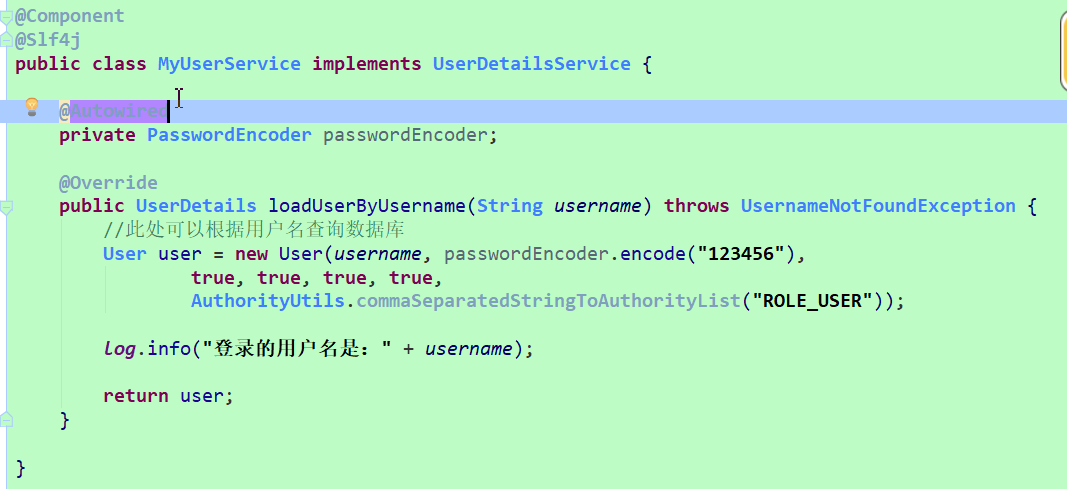 @Component
@Slf4j
public class MyUserService implements UserDetailsService {
@Autowired
private PasswordEncoder passwordEncoder;
@Override
public UserDetails loadUserByUsername(String username) throws UsernameNotFoundException {
//此处可以根据用户名查询数据库
User user = new User(username, passwordEncoder.encode("123456"),
true, true, true, true,
AuthorityUtils.commaSeparatedStringToAuthorityList("ROLE_USER"));
log.info("登录的用户名是：" + username);
return user;
}
}